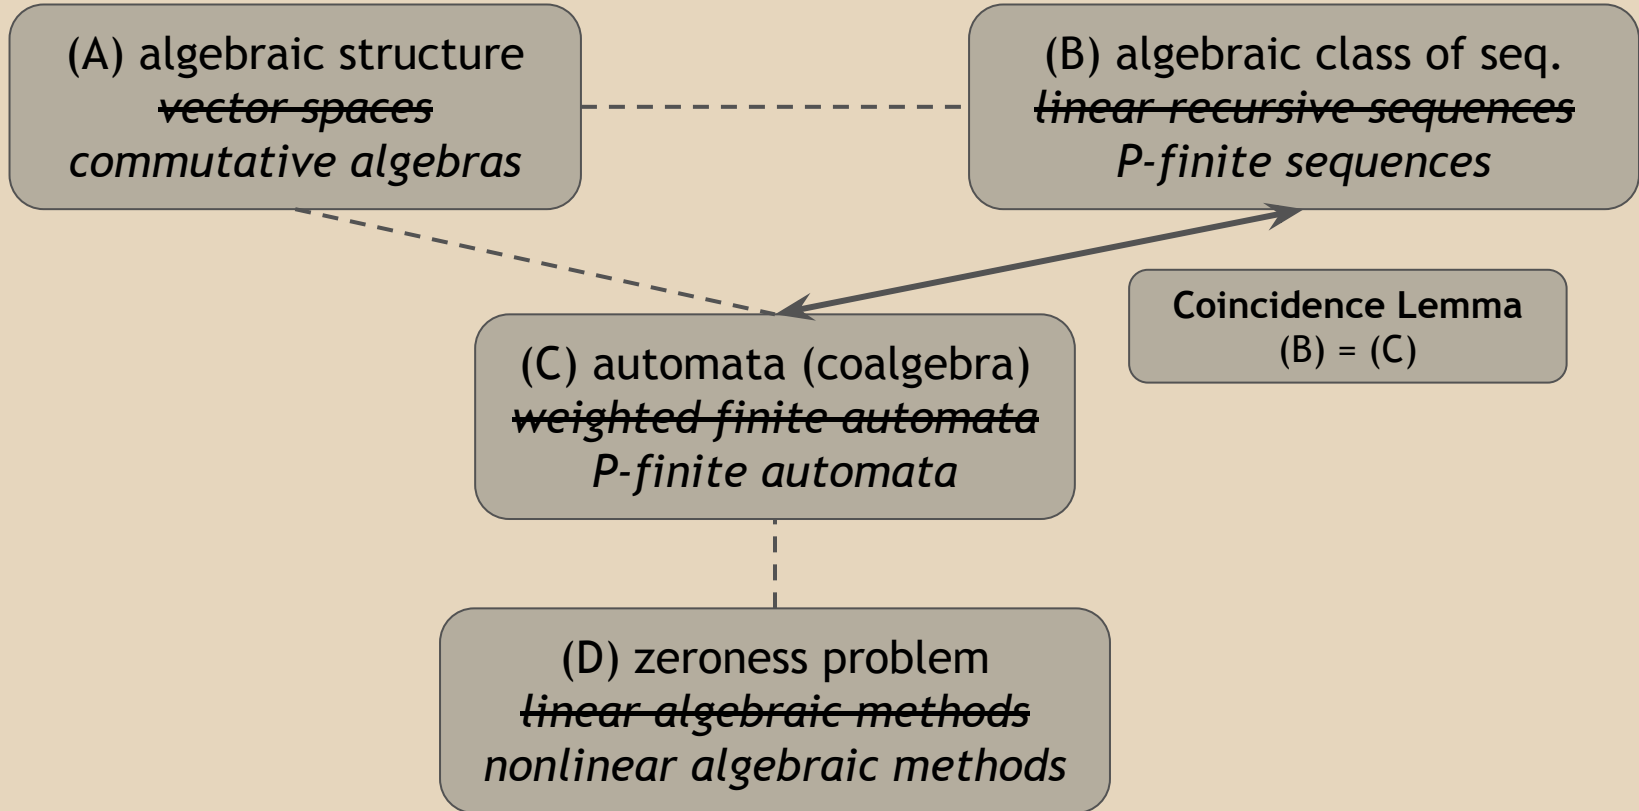 (A) algebraic structure
vector spaces
commutative algebras
(B) algebraic class of seq.
linear recursive sequences
P-finite sequences
Coincidence Lemma
(B) = (C)
(C) automata (coalgebra)
weighted finite automata
P-finite automata
(D) zeroness problem
linear algebraic methods
nonlinear algebraic methods